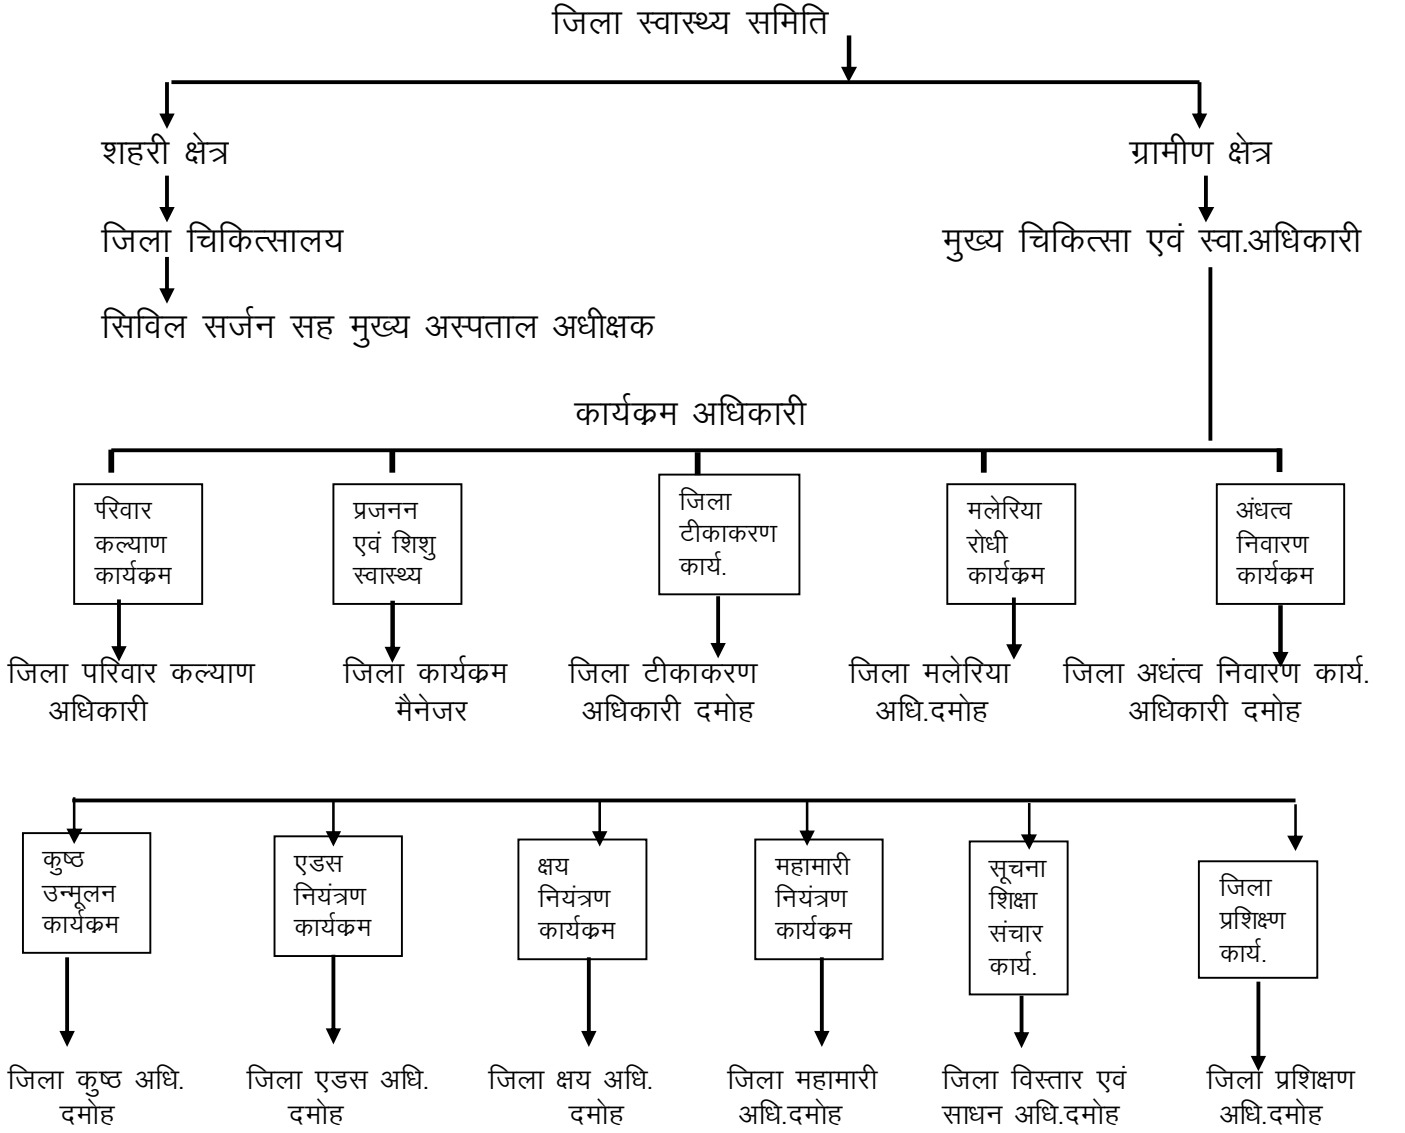 जिला स्वास्थ्य समिति
शहरी क्षेत्र
ग्रामीण क्षेत्र
जिला चिकित्सालय
मुख्य चिकित्सा एवं स्वा.अधिकारी
सिविल सर्जन सह मुख्य अस्पताल अधीक्षक
कार्यक्रम अधिकारी
परिवार
कल्याण
कार्यक्रम
प्रजनन
एवं शिशु
स्वास्थ्य
जिला
टीकाकरण
कार्य.
मलेरिया
रोधी
कार्यक्रम
अंधत्व
निवारण
कार्यक्रम
जिला परिवार कल्याण
अधिकारी
जिला कार्यक्रम
मैनेजर
जिला टीकाकरण
अधिकारी दमोह
जिला मलेरिया
अधि.दमोह
जिला अधंत्व निवारण कार्य.
अधिकारी दमोह
कुष्ठ
उन्मूलन
कार्यक्रम
एडस
नियंत्रण
कार्यक्रम
क्षय
नियंत्रण
कार्यक्रम
महामारी
नियंत्रण
कार्यक्रम
सूचना
शिक्षा
संचार
कार्य.
जिला
प्रशिक्ष्ण
कार्य.
जिला कुष्ठ अधि.
दमोह
जिला एडस अधि.
दमोह
जिला क्षय अधि.
दमोह
जिला महामारी
अधि.दमोह
जिला विस्तार एवं
साधन अधि.दमोह
जिला प्रशिक्षण
अधि.दमोह